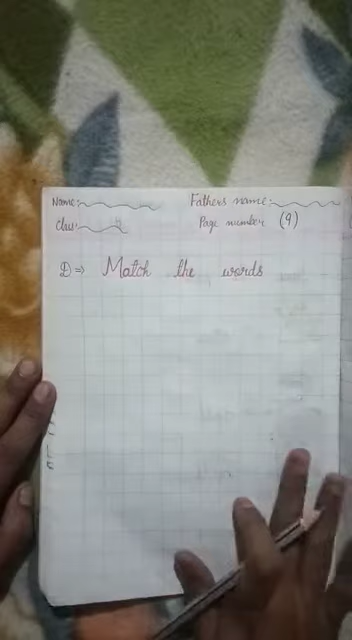 Name:
Fathers name:
Class:
Page number (9)
D⇒ Match the words